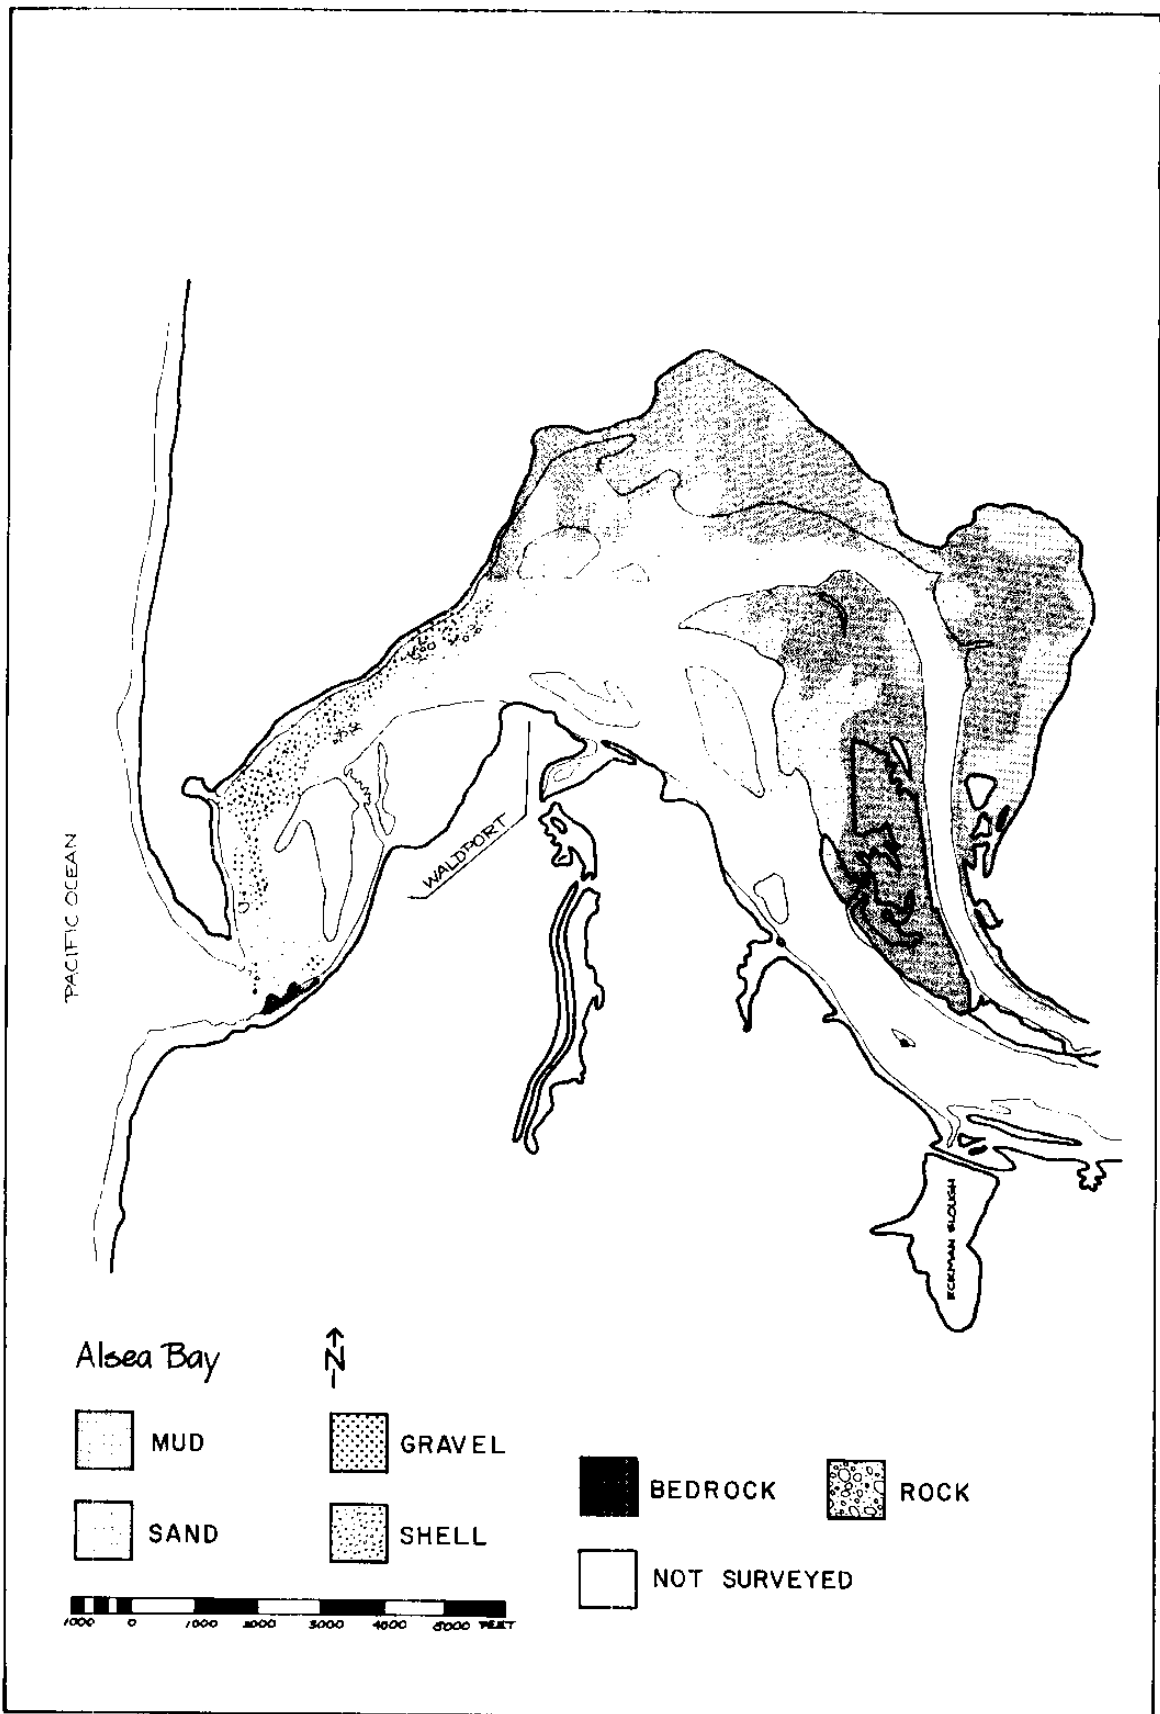 PACIFIC OCEAN
WALDPORT
ECKMAN SLOUGH
Alsea Bay
N
MUD
GRAVEL
BEDROCK
ROCK
SAND
SHELL
NOT SURVEYED
1000 0 1000 2000 3000 4000 5000 FEET